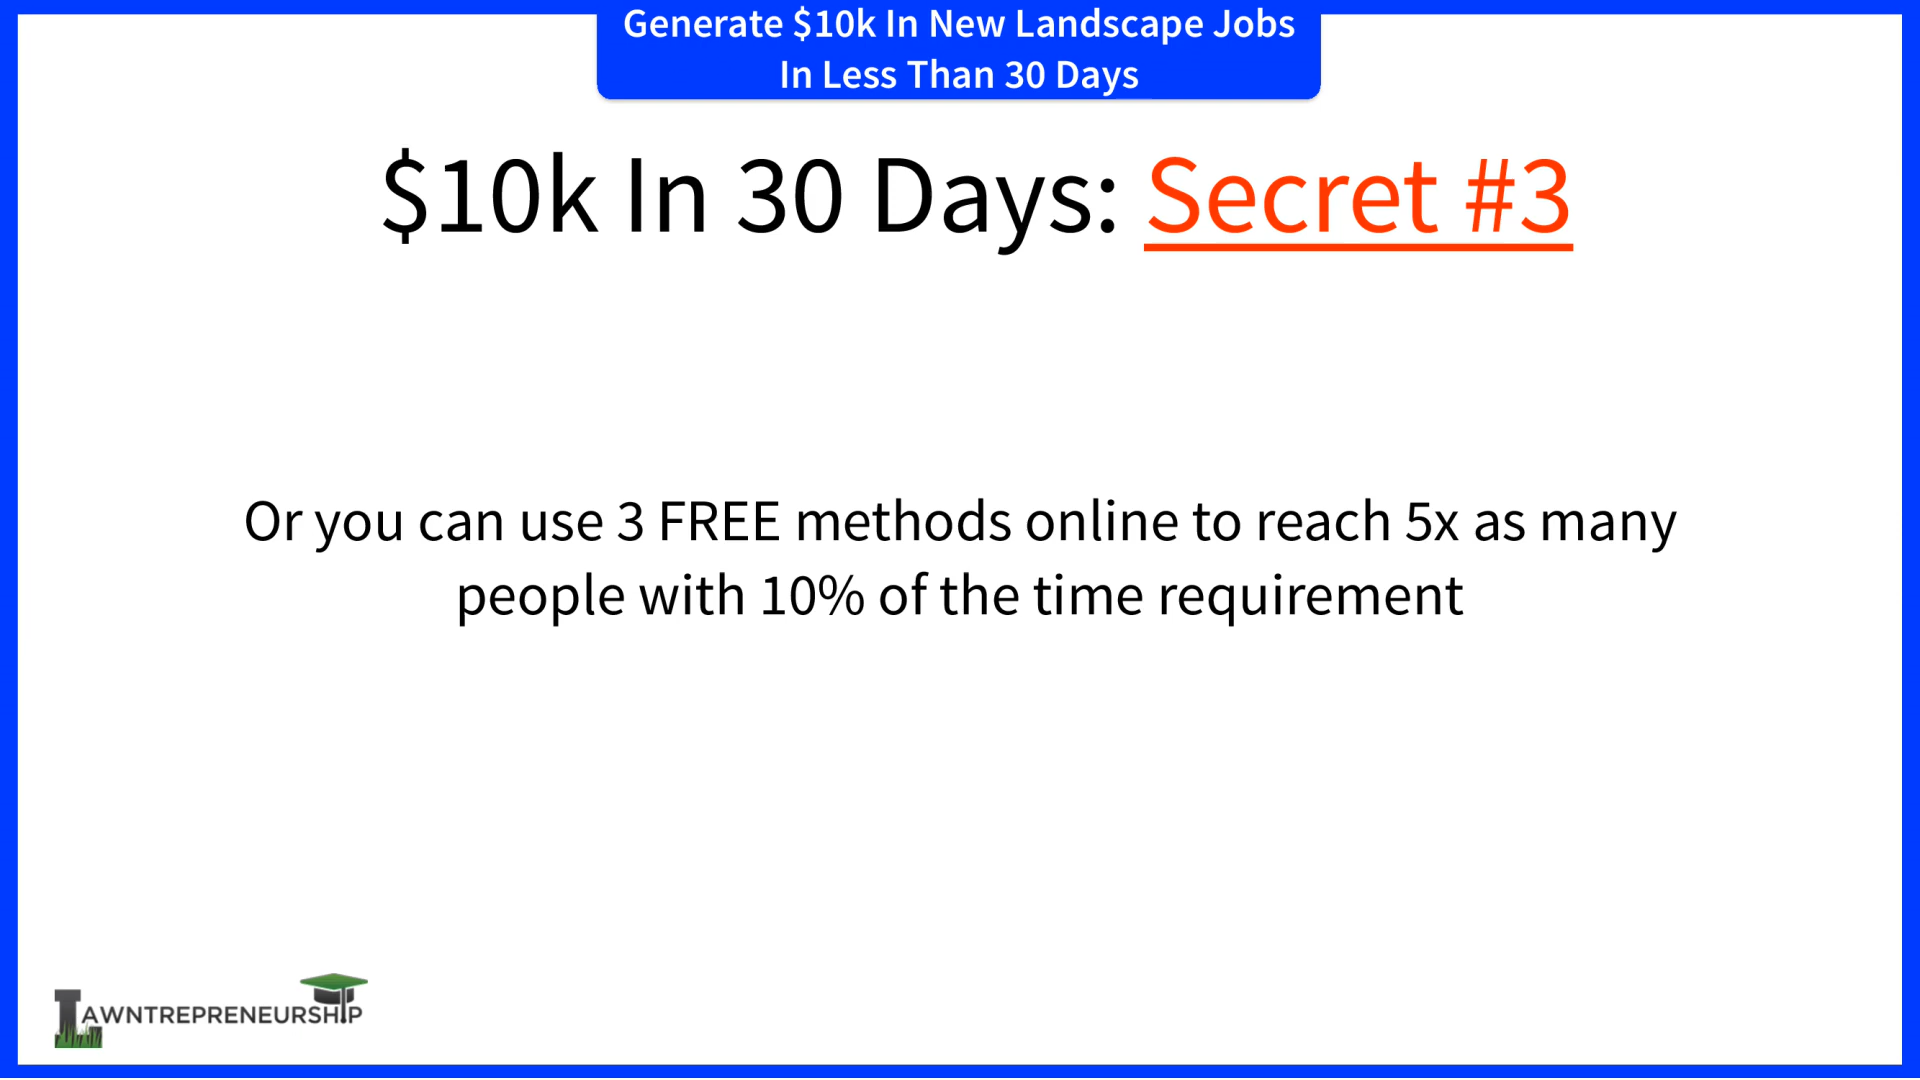 Generate $10k In New Landscape Jobs
In Less Than 30 Days
$10k In 30 Days: Secret #3
Or you can use 3 FREE methods online to reach 5x as many
people with 10% of the time requirement
LAWNTREPRENEURSHIP